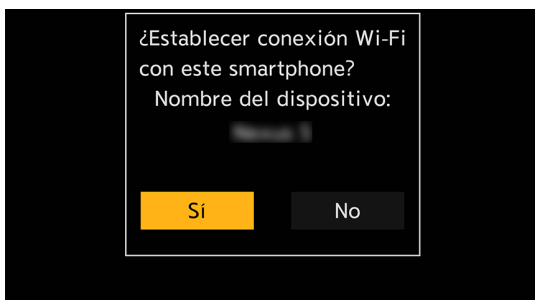 ¿Establecer conexión Wi-Fi
con este smartphone?
Nombre del dispositivo:
Sí
No